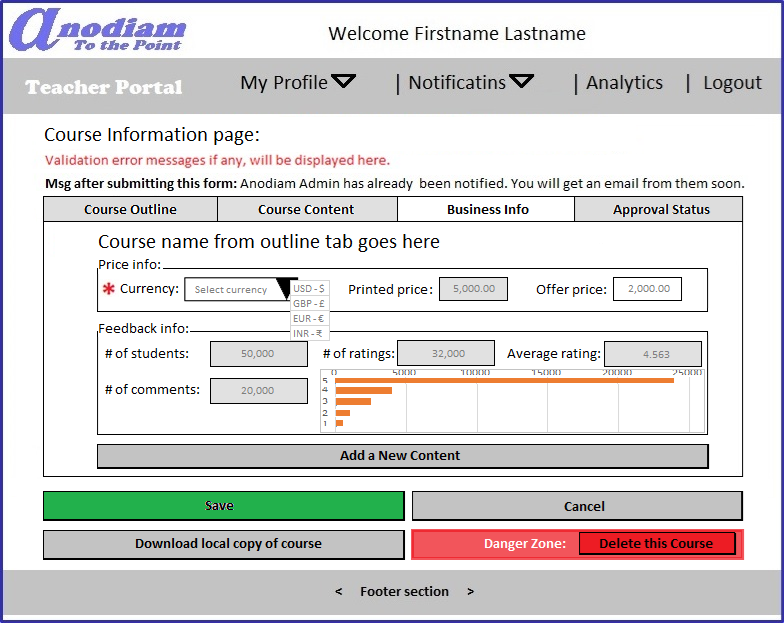 Anodiam
To the Point
Welcome Firstname Lastname
Teacher Portal
My Profile | Notificatins | Analytics | Logout
Course Information page:
Validation error messages if any, will be displayed here.
Msg after submitting this form: Anodiam Admin has already been notified. You will get an email from them soon.
Course Outline Course Content Business Info Approval Status
Course name from outline tab goes here
Price info:
* Currency: Select currency Printed price: 5,000.00 Offer price: 2,000.00
USD - $
GBP - £
EUR - €
INR - ₹
Feedback info:
# of students: 50,000 # of ratings: 32,000 Average rating: 4.563
# of comments: 20,000
0 5000 10000 15000 20000 25000
5
4
3
2
1
Add a New Content
Save Cancel
Download local copy of course Danger Zone: Delete this Course
< Footer section >